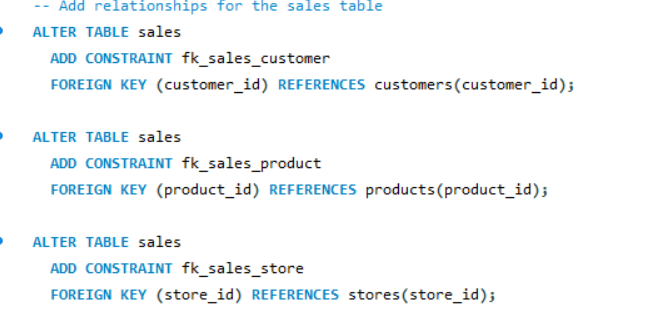 -- Add relationships for the sales table
ALTER TABLE sales
ADD CONSTRAINT fk_sales_customer
FOREIGN KEY (customer_id) REFERENCES customers(customer_id);
ALTER TABLE sales
ADD CONSTRAINT fk_sales_product
FOREIGN KEY (product_id) REFERENCES products(product_id);
ALTER TABLE sales
ADD CONSTRAINT fk_sales_store
FOREIGN KEY (store_id) REFERENCES stores(store_id);